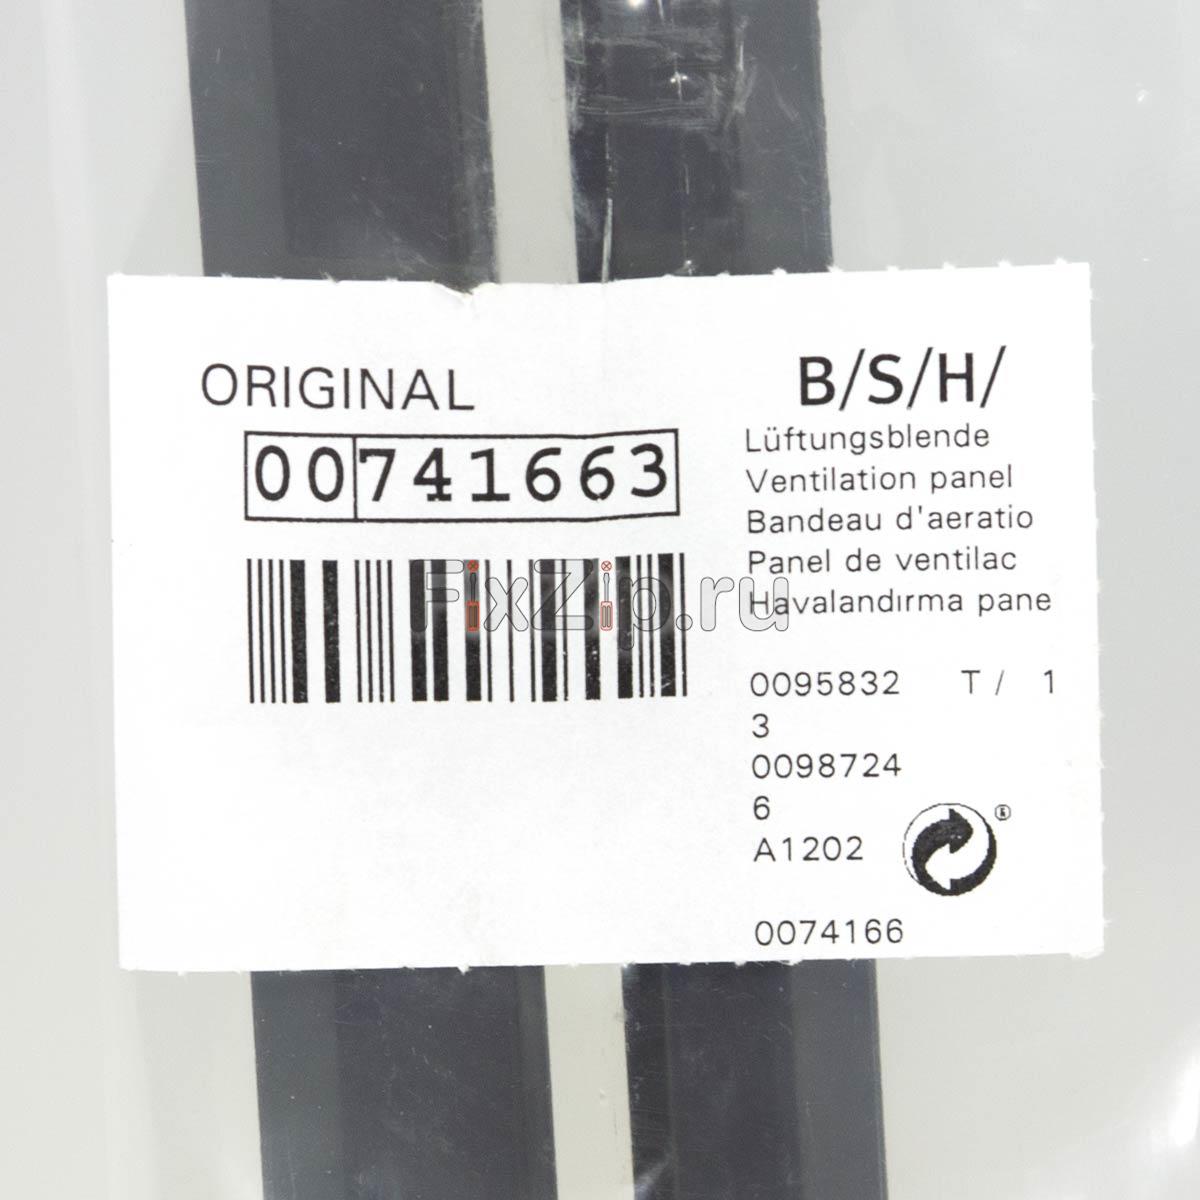 ORIGINAL
00741663
B/S/H/
Lüftungsblende
Ventilation panel
Bandeau d'aeratio
Panel de ventilac
Havalandırma pane
0095832 T/ 1
3
0098724
6
A1202
0074166
FixZip.ru